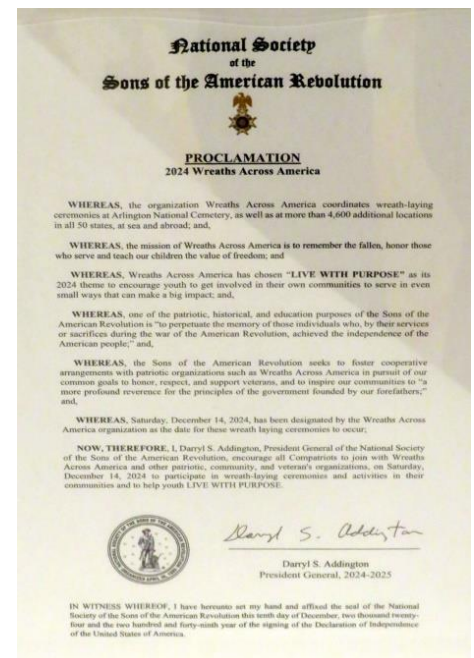 National Society
of the
Sons of the American Revolution
PROCLAMATION
2024 Wreaths Across America
WHEREAS, the organization Wreaths Across America coordinates wreath-laying
ceremonies at Arlington National Cemetery, as well as at more than 4,600 additional locations
in all 50 states, at sea and abroad; and,
WHEREAS, the mission of Wreaths Across America is to remember the fallen, honor those
who serve and teach our children the value of freedom; and
WHEREAS, Wreaths Across America has chosen "LIVE WITH PURPOSE" as its
2024 theme to encourage youth to get involved in their own communities to serve in even
small ways that can make a big impact; and,
WHEREAS, one of the patriotic, historical, and education purposes of the Sons of the
American Revolution is "to perpetuate the memory of those individuals who, by their services
or sacrifices during the war of the American Revolution, achieved the independence of the
American people;" and,
WHEREAS, the Sons of the American Revolution seeks to foster cooperative
arrangements with patriotic organizations such as Wreaths Across America in pursuit of our
common goals to honor, respect, and support veterans, and to inspire our communities to "a
more profound reverence for the principles of the government founded by our forefathers;"
and,
WHEREAS, Saturday, December 14, 2024, has been designated by the Wreaths Across
America organization as the date for these wreath laying ceremonies to occur;
NOW, THEREFORE, I, Darryl S. Addington, President General of the National Society
of the Sons of the American Revolution, encourage all Compatriots to join with Wreaths
Across America and other patriotic, community, and veteran's organizations, on Saturday,
December 14, 2024 to participate in wreath-laying ceremonies and activities in their
communities and to help youth LIVE WITH PURPOSE.
Darryl S. Addington
Darryl S. Addington
President General, 2024-2025
IN WITNESS WHEREOF, I have hereunto set my hand and affixed the seal of the National
Society of the Sons of the American Revolution this tenth day of December, two thousand twenty-
four and the two hundred and forty-ninth year of the signing of the Declaration of Independence
of the United States of America.